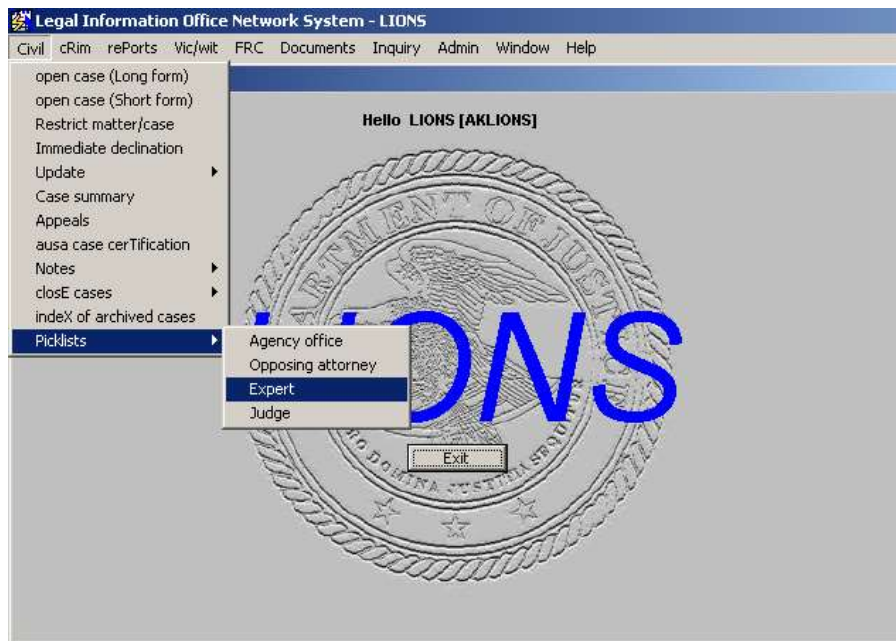 Legal Information Office Network System - LIONS
Civil cRim rePorts Vic/wit FRC Documents Inquiry Admin Window Help
open case (Long form)
open case (Short form)
Restrict matter/case
Immediate declination
Update
Case summary
Appeals
ausa case cerTification
Notes
closE cases
indeX of archived cases
Picklists
Agency office
Opposing attorney
Expert
Judge
Hello LIONS [AKLIONS]
LIONS
Exit